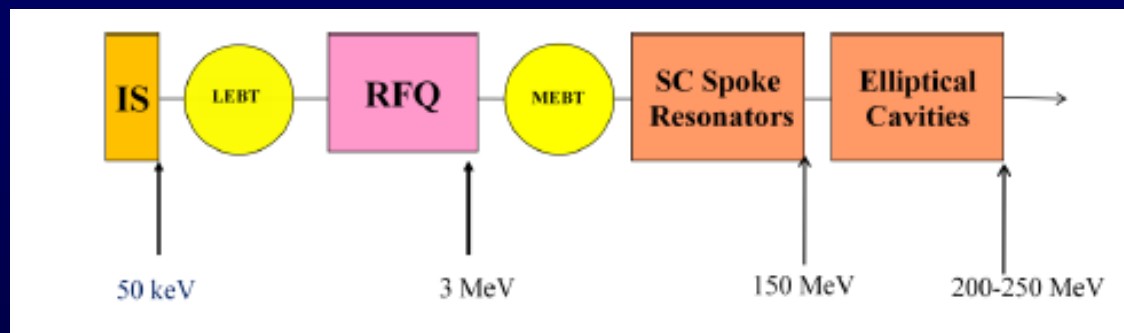 IS
LEBT
RFQ
MEBT
SC Spoke
Resonators
Elliptical
Cavities
50 keV
3 MeV
150 MeV
200-250 MeV